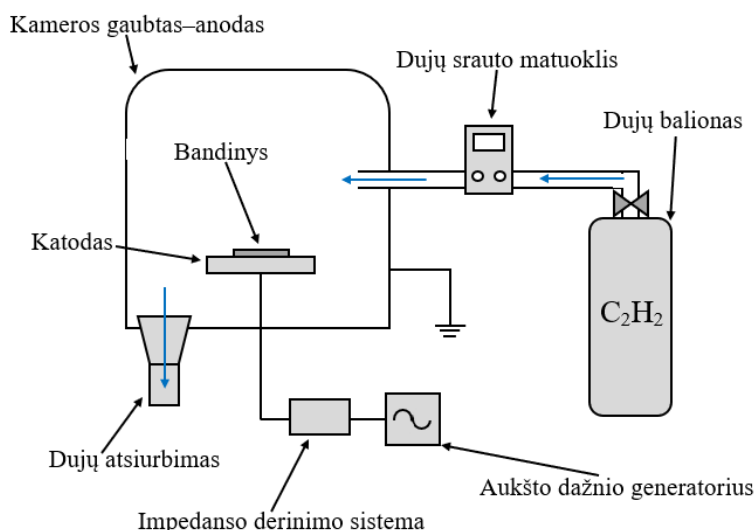 Kameros gaubtas–anodas
Dujų srauto matuoklis
Dujų balionas
Bandinys
Katodas
C₂H₂
Dujų atsiurbimas
Aukšto dažnio generatorius
Impedanso derinimo sistema